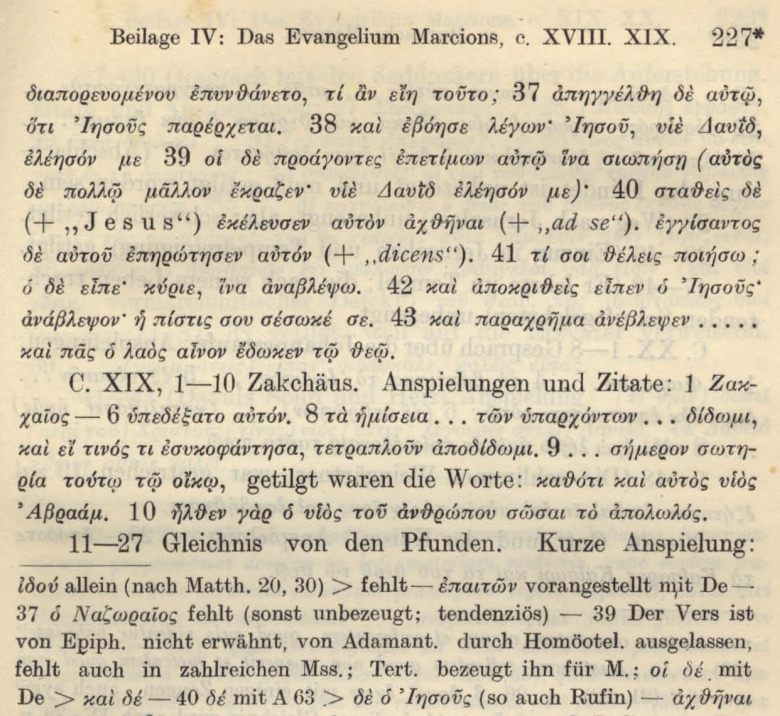 Beilage IV: Das Evangelium Marcions, c. XVIII. XIX. 227*
διαπορευομένου ἐπυνθάνετο, τί ἂν εἴη τοῦτο; 37 ἀπηγγέλθη δὲ αὐτῷ,
ὅτι Ἰησοῦς παρέρχεται. 38 καὶ ἐβόησε λέγων· Ἰησοῦ, υἱὲ Δαυΐδ,
ἐλέησόν με 39 οἱ δὲ προάγοντες ἐπετίμων αὐτῷ ἵνα σιωπήσῃ (αὐτὸς
δὲ πολλῷ μᾶλλον ἔκραζεν· υἱὲ Δαυΐδ ἐλέησόν με)· 40 σταθεὶς δὲ
(+ „Jesus“) ἐκέλευσεν αὐτὸν ἀχθῆναι (+ „ad se“). ἐγγίσαντος
δὲ αὐτοῦ ἐπηρώτησεν αὐτόν (+ „dicens“). 41 τί σοι θέλεις ποιήσω;
ὁ δὲ εἶπε· κύριε, ἵνα ἀναβλέψω. 42 καὶ ἀποκριθεὶς εἶπεν ὁ Ἰησοῦς·
ἀνάβλεψον· ἡ πίστις σου σέσωκέ σε. 43 καὶ παραχρῆμα ἀνέβλεψεν .....
καὶ πᾶς ὁ λαὸς αἶνον ἔδωκεν τῷ θεῷ.
C. XIX, 1—10 Zakchäus. Anspielungen und Zitate: 1 Ζακ-
χαῖος — 6 ὑπεδέξατο αὐτόν. 8 τὰ ἡμίσεια ... τῶν ὑπαρχόντων ... δίδωμι,
καὶ εἴ τινός τι ἐσυκοφάντησα, τετραπλοῦν ἀποδίδωμι. 9 ... σήμερον σωτη-
ρία τούτῳ τῷ οἴκῳ, getilgt waren die Worte: καθότι καὶ αὐτὸς υἱὸς
Ἀβραάμ. 10 ἦλθεν γὰρ ὁ υἱὸς τοῦ ἀνθρώπου σῶσαι τὸ ἀπολωλός.
11—27 Gleichnis von den Pfunden. Kurze Anspielung:
ἰδού allein (nach Matth. 20, 30) > fehlt — ἐπαιτῶν vorangestellt mit De —
37 ὁ Ναζωραῖος fehlt (sonst unbezeugt; tendenziös) — 39 Der Vers ist
von Epiph. nicht erwähnt, von Adamant. durch Homöotel. ausgelassen,
fehlt auch in zahlreichen Mss.; Tert. bezeugt ihn für M.; οἱ δέ mit
De > καὶ δέ — 40 δέ mit A 63 > δὲ ὁ Ἰησοῦς (so auch Rufin) — ἀχθῆναι